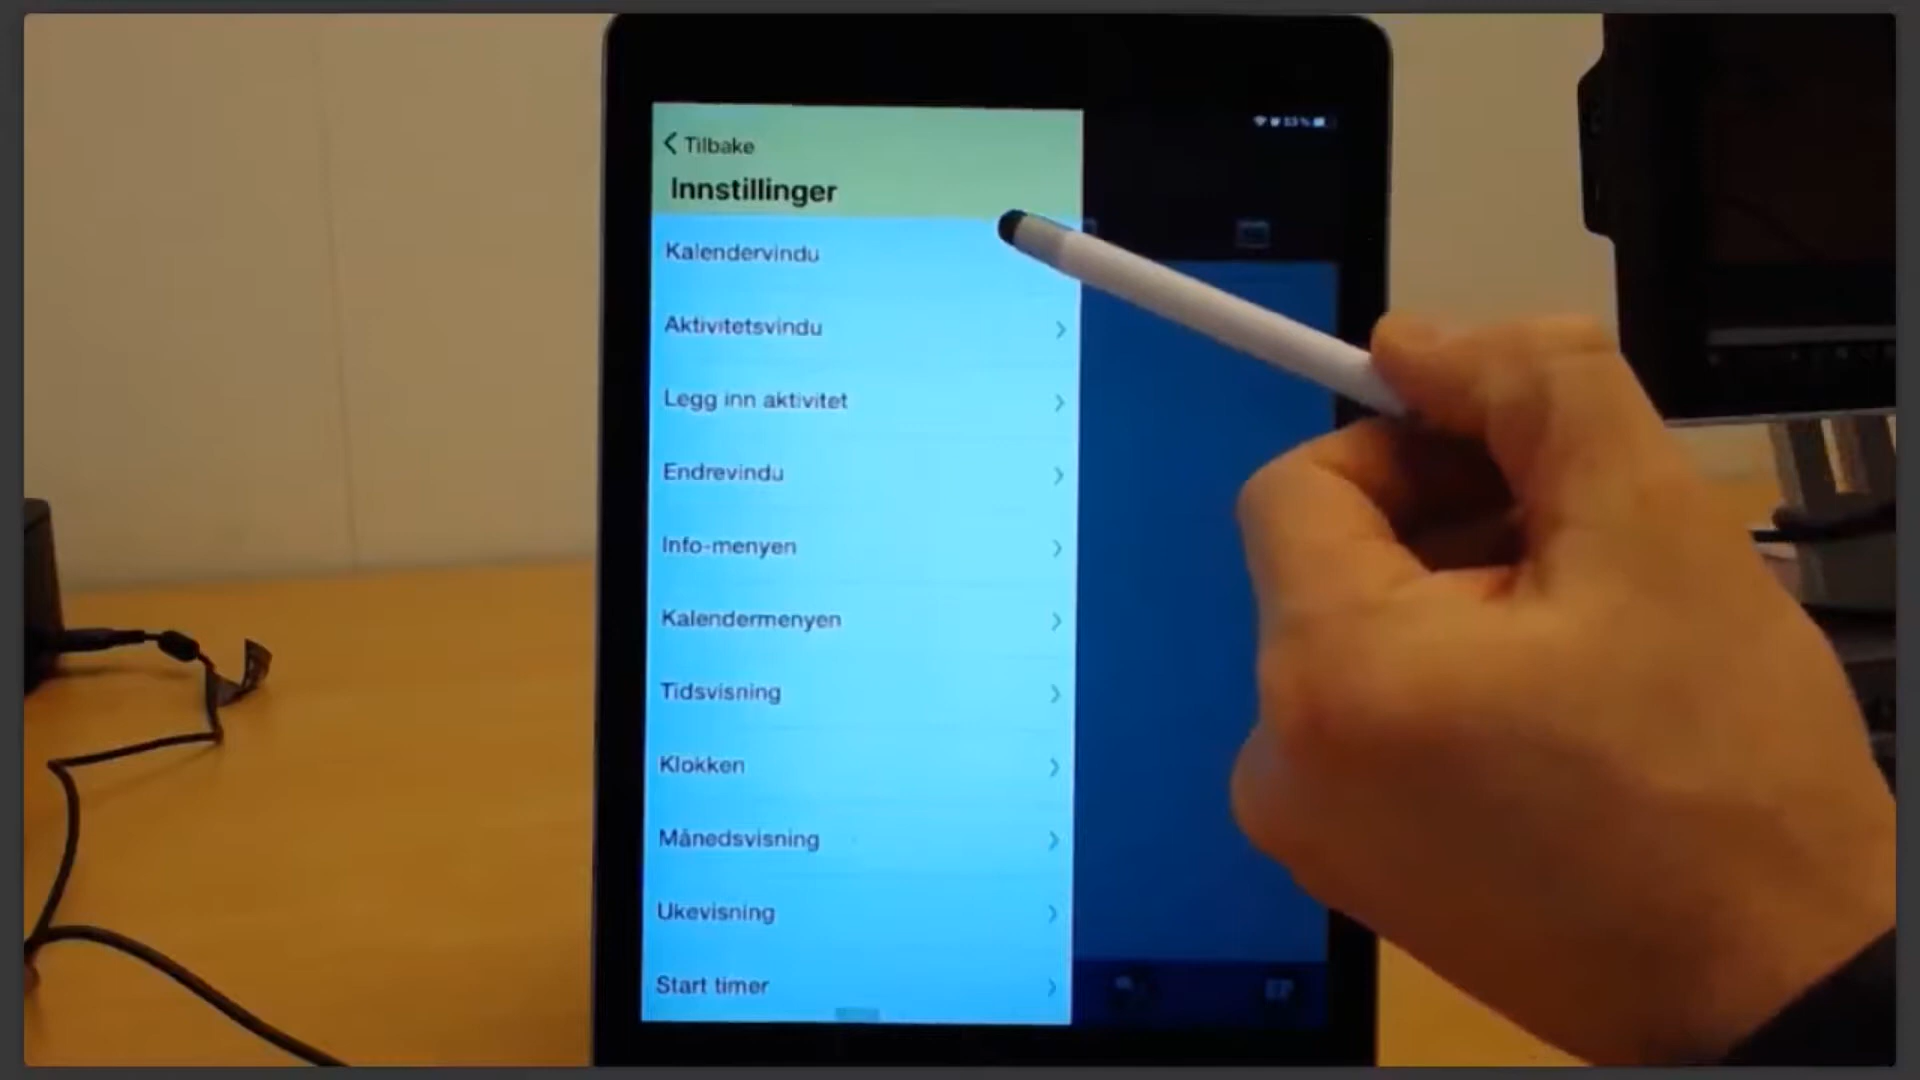 Tilbake
Innstillinger
Kalendervindu
Aktivitetsvindu
Legg inn aktivitet
Endrevindu
Info-menyen
Kalendermenyen
Tidsvisning
Klokken
Månedsvisning
Ukevisning
Start timer